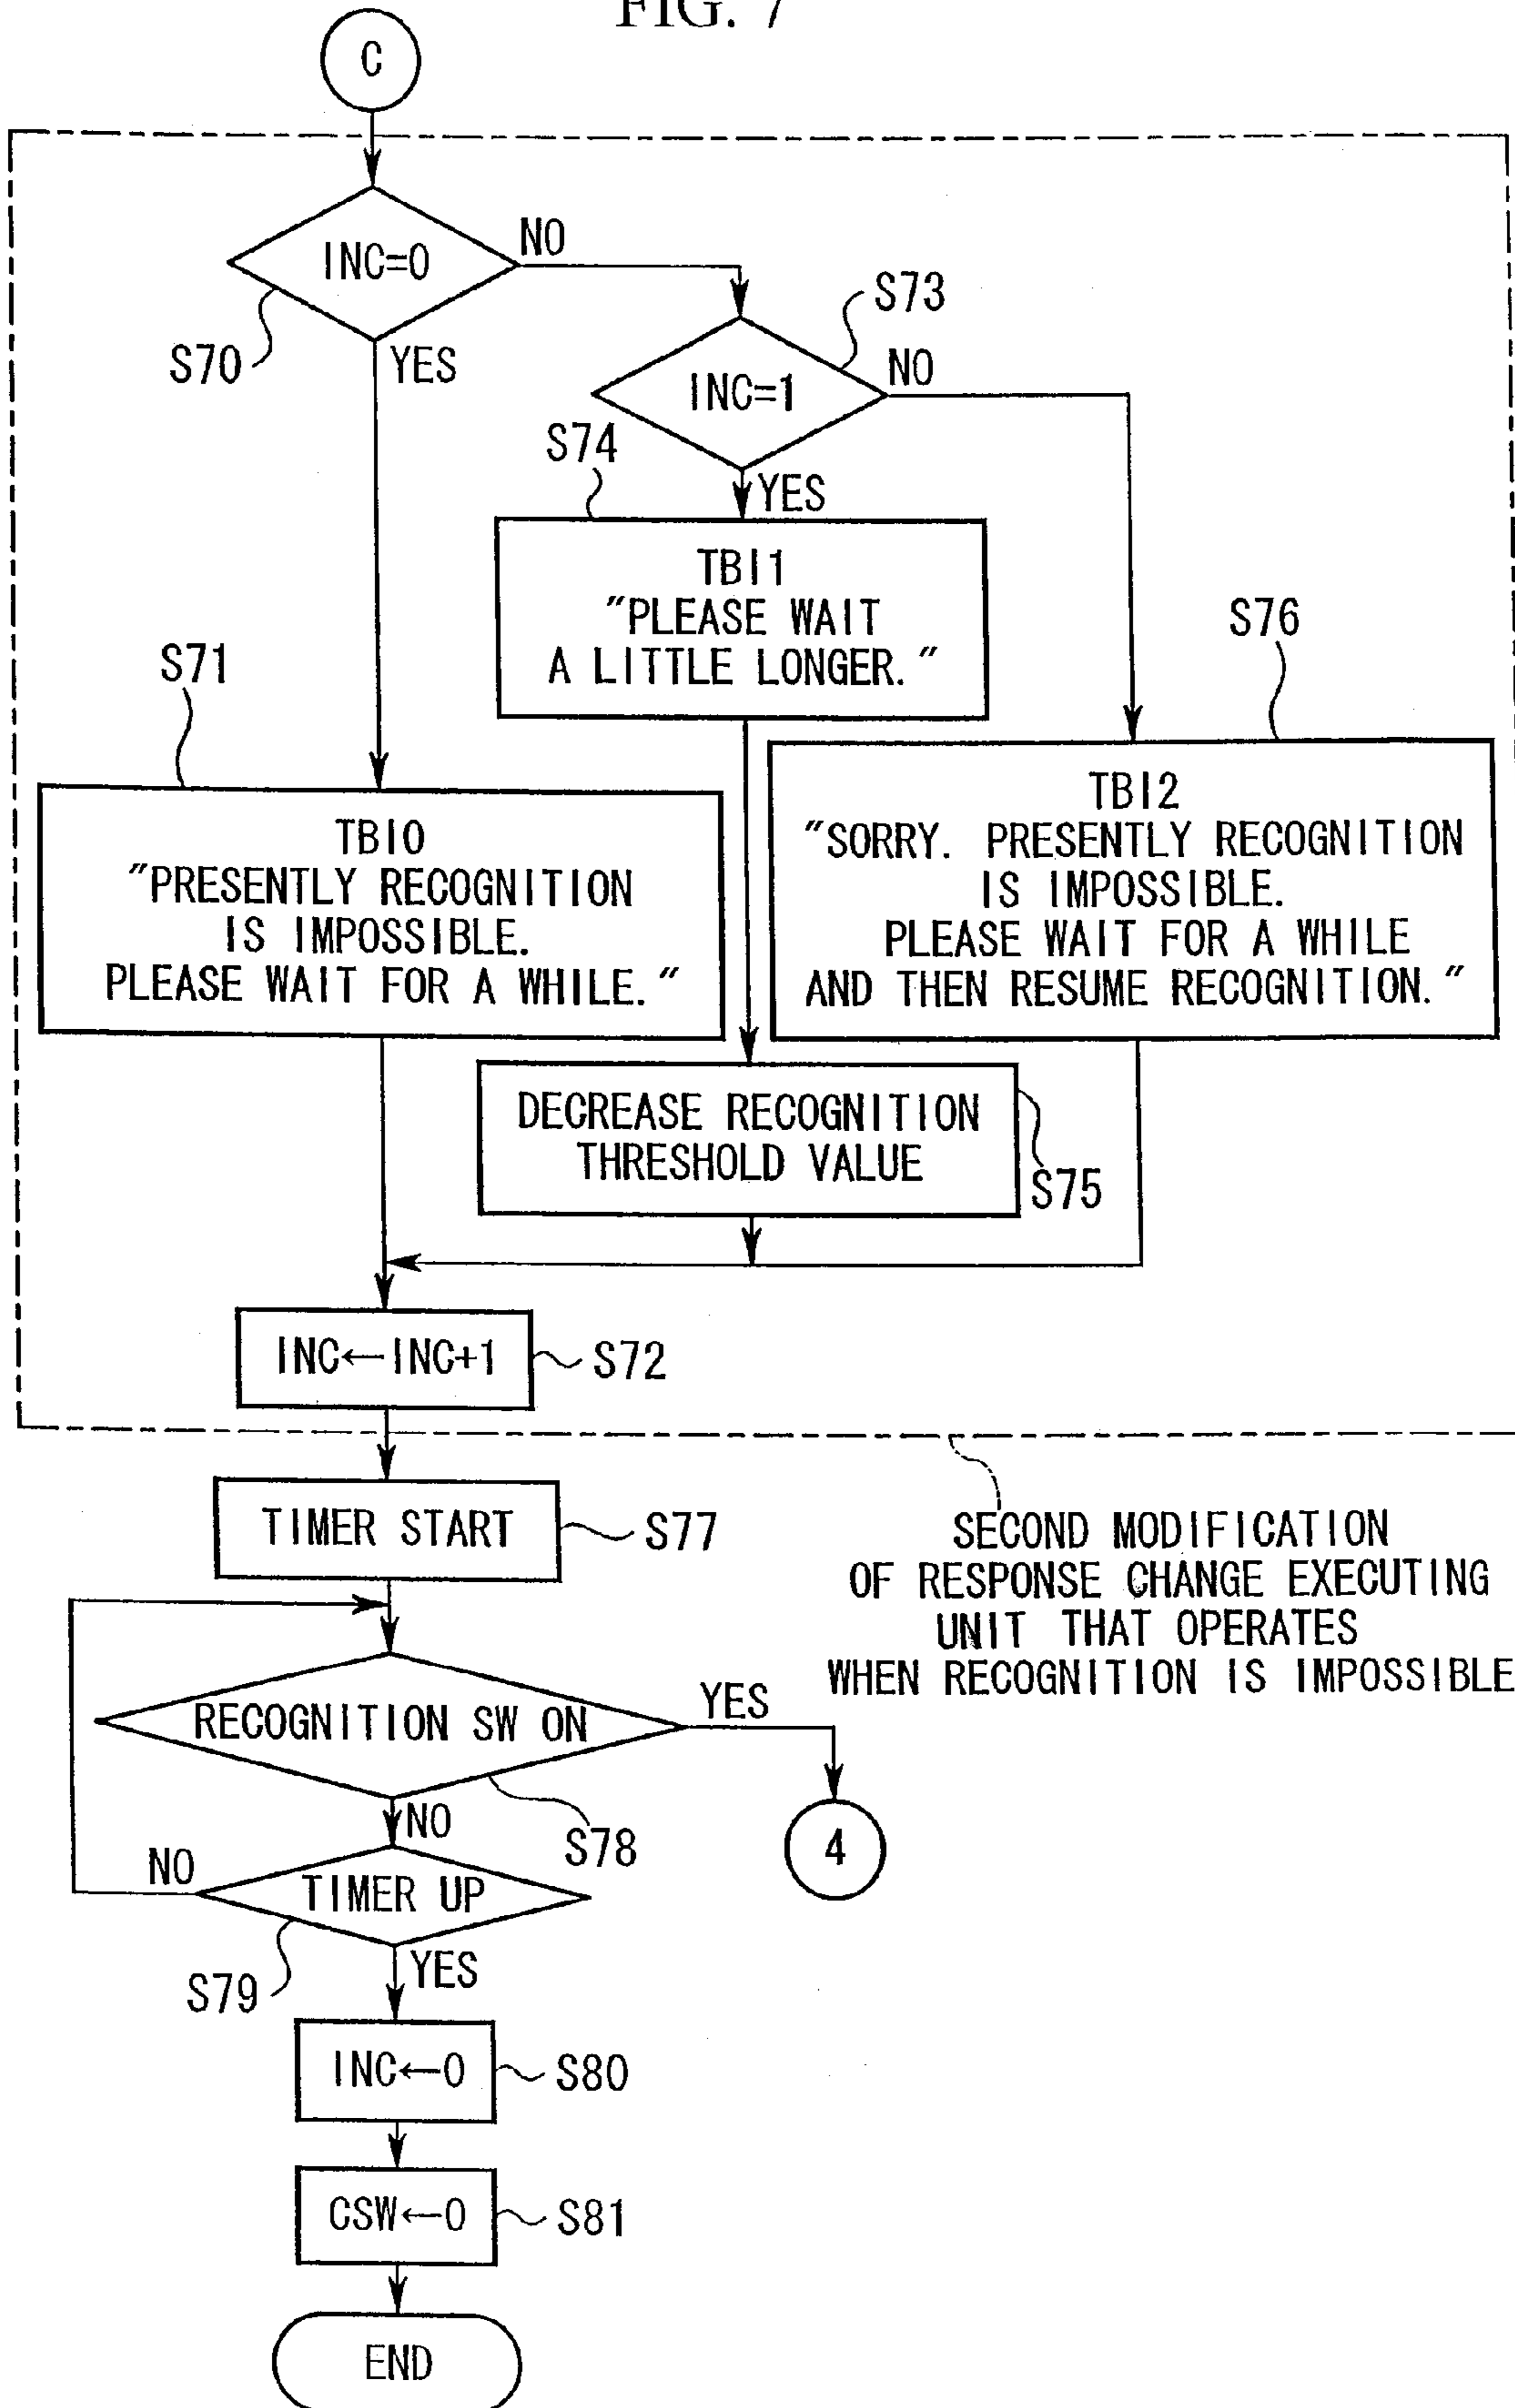 FIG. 7
C
INC=0
NO
S70
YES
S73
INC=1
NO
S74
YES
TBI1
"PLEASE WAIT
A LITTLE LONGER."
S76
S71
TBI0
"PRESENTLY RECOGNITION
IS IMPOSSIBLE.
PLEASE WAIT FOR A WHILE."
TBI2
"SORRY. PRESENTLY RECOGNITION
IS IMPOSSIBLE.
PLEASE WAIT FOR A WHILE
AND THEN RESUME RECOGNITION."
DECREASE RECOGNITION
THRESHOLD VALUE
S75
INC←INC+1
S72
TIMER START
S77
SECOND MODIFICATION
OF RESPONSE CHANGE EXECUTING
UNIT THAT OPERATES
WHEN RECOGNITION IS IMPOSSIBLE
RECOGNITION SW ON
YES
NO
S78
4
NO
TIMER UP
S79
YES
INC←0
S80
CSW←0
S81
END